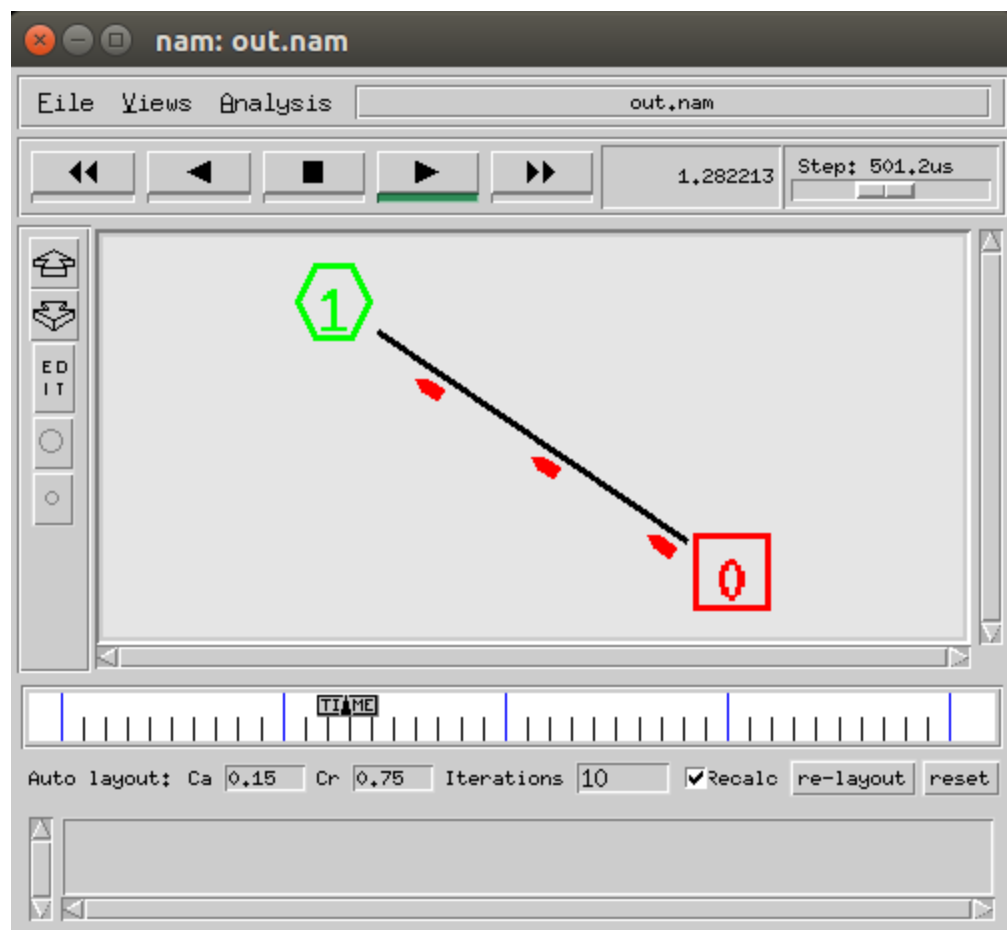 nam: out.nam
File Views Analysis out.nam
1.282213 Step: 501.2us
1
ED
IT
0
TIME
Auto layout: Ca 0.15 Cr 0.75 Iterations 10 Recalc re-layout reset